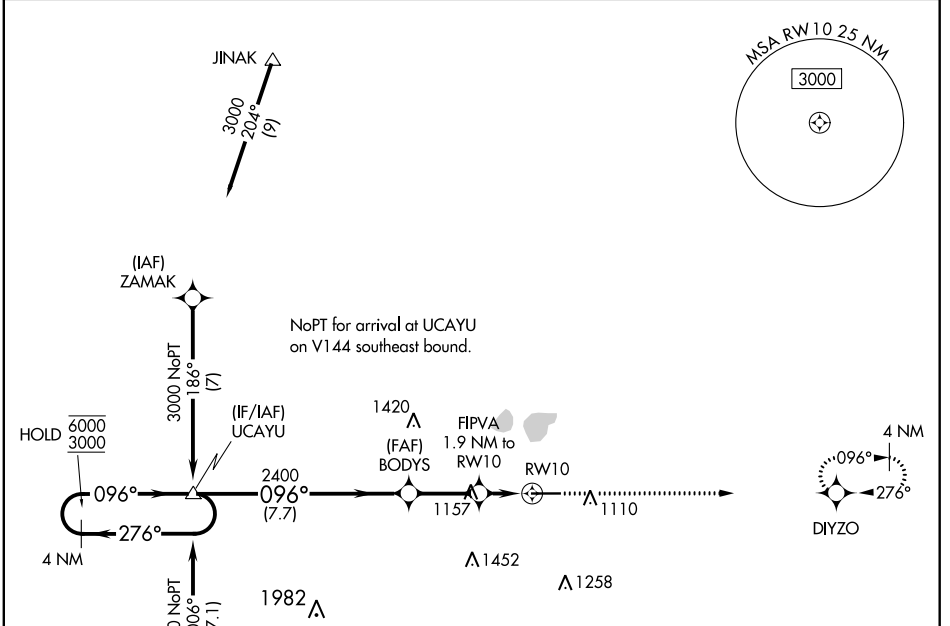 JINAK
3000
204°
(9)
MSA RW10 25 NM
3000
(IAF)
ZAMAK
3000 NoPT
186°
(7)
NoPT for arrival at UCAYU
on V144 southeast bound.
HOLD
6000
3000
(IF/IAF)
UCAYU
1420
(FAF)
BODYS
FIPVA
1.9 NM to
RW10
RW10
4 NM
096°
276°
DIYZO
096°
2400
096°
(7.7)
1157
1110
276°
4 NM
1452
1258
1982
NoPT